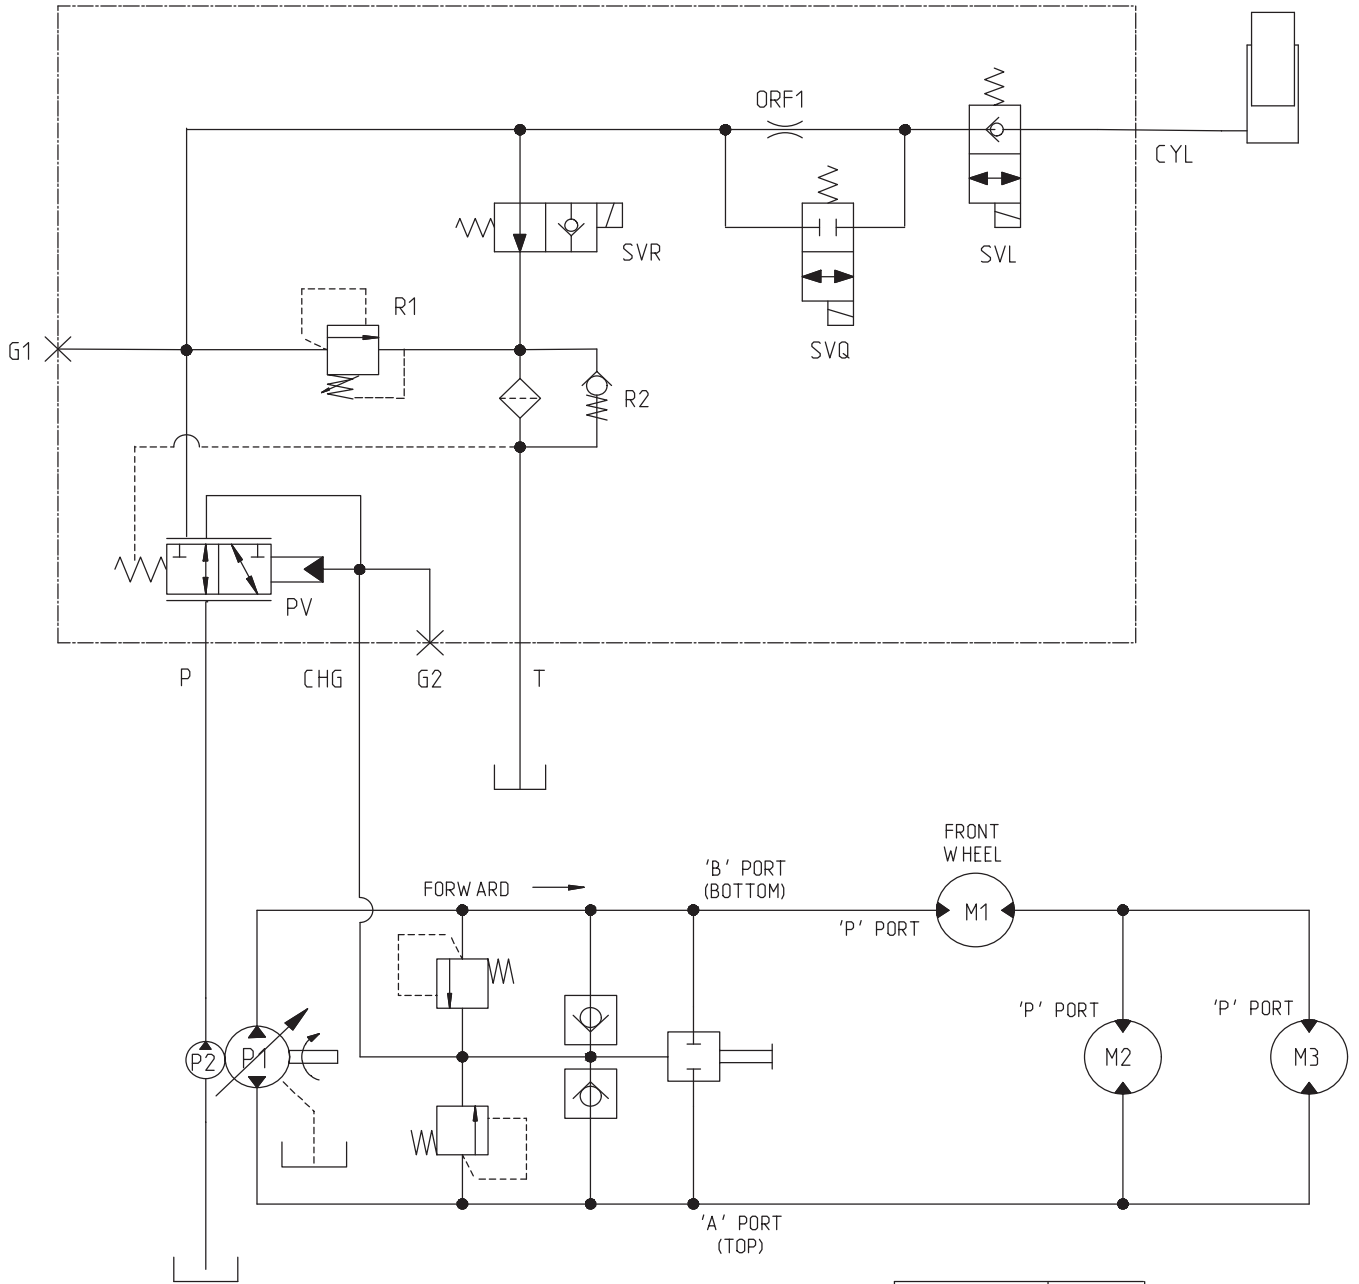 ORF1
CYL
SVR
SVL
R1
G1
SVQ
R2
PV
P
CHG
G2
T
FRONT
WHEEL
'B' PORT
(BOTTOM)
FORWARD
M1
'P' PORT
'P' PORT
'P' PORT
P2
P1
M2
M3
'A' PORT
(TOP)